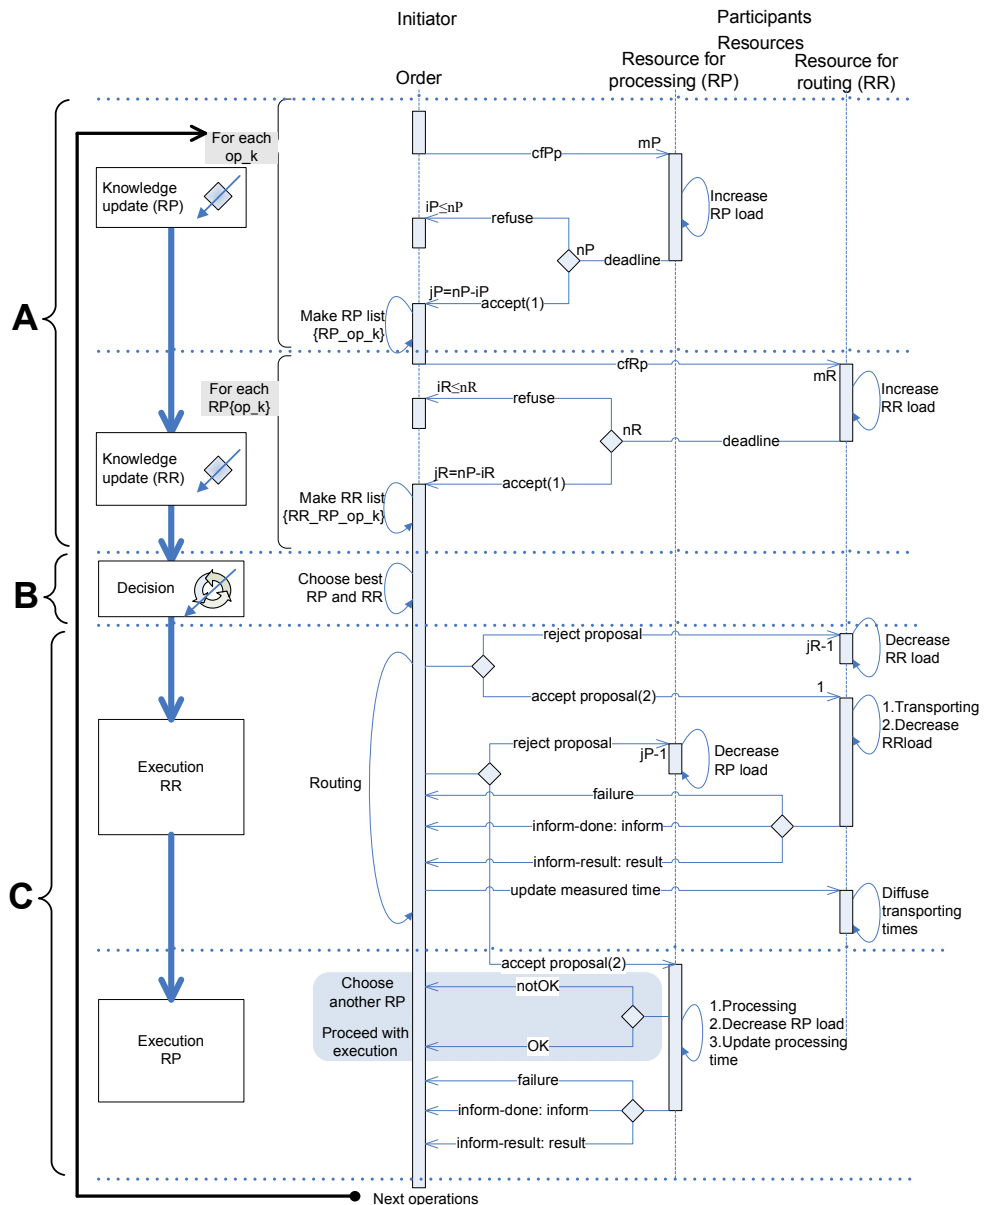 Initiator
Participants
Resources
Order
Resource for
processing (RP)
Resource for
routing (RR)
For each
op_k
cfPp
mP
Knowledge
update (RP)
Increase
RP load
iP≤nP
refuse
nP
deadline
jP=nP-iP
accept(1)
A
Make RP list
{RP_op_k}
cfRp
mR
For each
RP{op_k}
iR≤nR
refuse
Increase
RR load
nR
deadline
Knowledge
update (RR)
jR=nP-iR
accept(1)
Make RR list
{RR_RP_op_k}
B
Decision
Choose best
RP and RR
reject proposal
jR-1
Decrease
RR load
accept proposal(2)
1
1.Transporting
2.Decrease
RRload
reject proposal
jP-1
Decrease
RP load
Execution
RR
Routing
failure
inform-done: inform
inform-result: result
C
update measured time
Diffuse
transporting
times
accept proposal(2)
Choose
another RP
notOK
1.Processing
2.Decrease RP load
3.Update processing
time
Proceed with
execution
OK
Execution
RP
failure
inform-done: inform
inform-result: result
Next operations